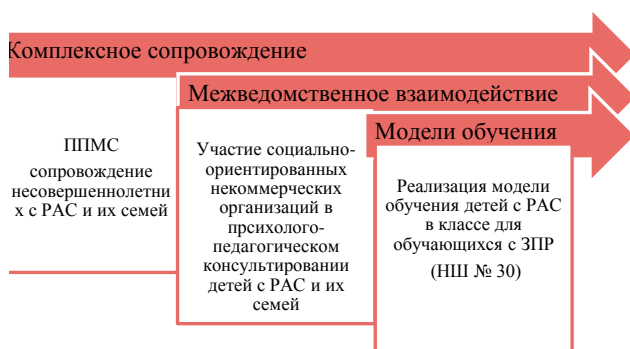 Комплексное сопровождение
Межведомственное взаимодействие
Модели обучения
ППМС
сопровождение
несовершеннолетни
х с РАС и их семей
Участие социально-
ориентированных
некоммерческих
организаций в
прсихолого-
педагогическом
консультировании
детей с РАС и их
семей
Реализация модели
обучения детей с РАС
в классе для
обучающихся с ЗПР
(НШ № 30)